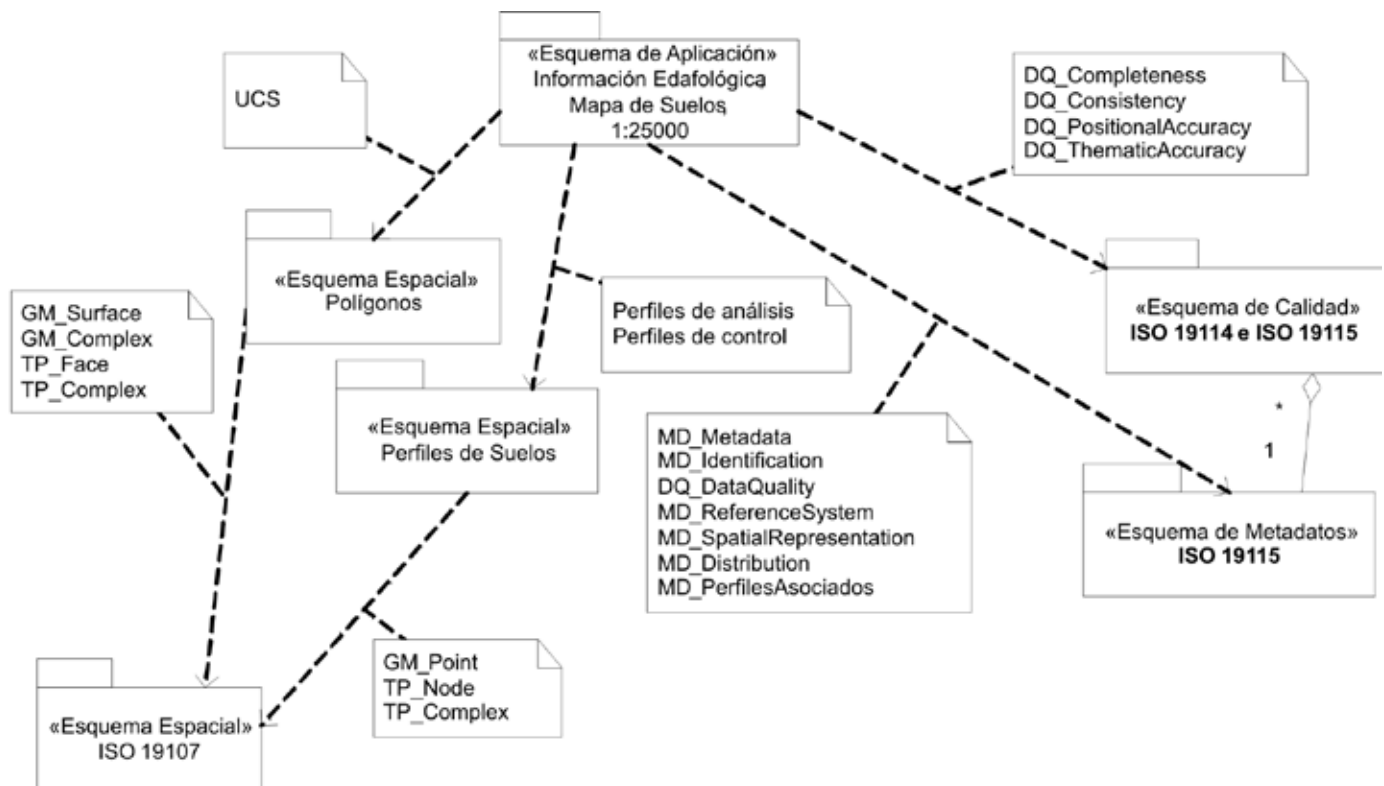 «Esquema de Aplicación»
Información Edafológica
Mapa de Suelos
1:25000
UCS
DQ_Completeness
DQ_Consistency
DQ_PositionalAccuracy
DQ_ThematicAccuracy
«Esquema Espacial»
Polígonos
GM_Surface
GM_Complex
TP_Face
TP_Complex
Perfiles de análisis
Perfiles de control
«Esquema de Calidad»
ISO 19114 e ISO 19115
«Esquema Espacial»
Perfiles de Suelos
*
1
MD_Metadata
MD_Identification
DQ_DataQuality
MD_ReferenceSystem
MD_SpatialRepresentation
MD_Distribution
MD_PerfilesAsociados
«Esquema de Metadatos»
ISO 19115
GM_Point
TP_Node
TP_Complex
«Esquema Espacial»
ISO 19107